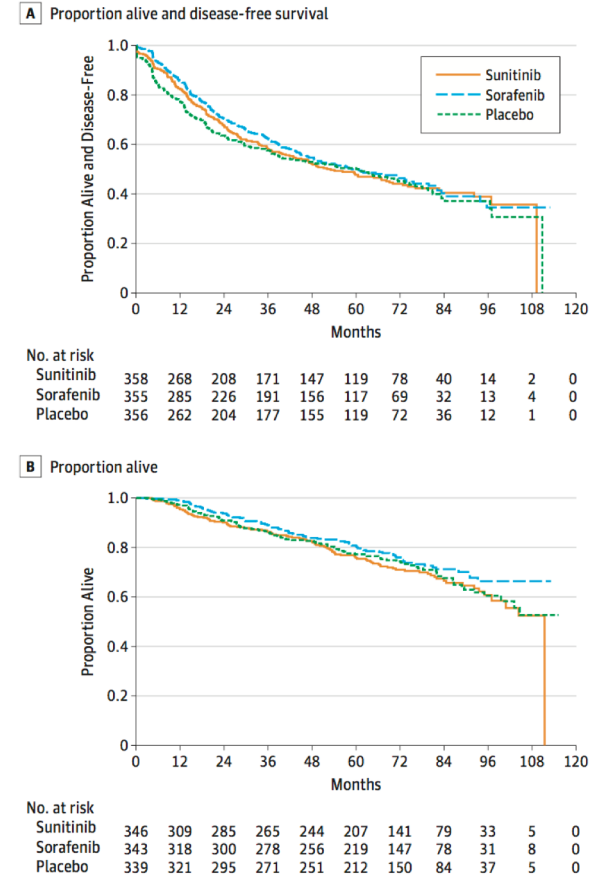 A Proportion alive and disease-free survival
1.0
0.8
0.6
0.4
0.2
0
Proportion Alive and Disease-Free
Sunitinib
Sorafenib
Placebo
0 12 24 36 48 60 72 84 96 108 120
Months
No. at risk
Sunitinib 358 268 208 171 147 119 78 40 14 2 0
Sorafenib 355 285 226 191 156 117 69 32 13 4 0
Placebo 356 262 204 177 155 119 72 36 12 1 0
B Proportion alive
1.0
0.8
0.6
0.4
0.2
0
Proportion Alive
0 12 24 36 48 60 72 84 96 108 120
Months
No. at risk
Sunitinib 346 309 285 265 244 207 141 79 33 5 0
Sorafenib 343 318 300 278 256 219 147 78 31 8 0
Placebo 339 321 295 271 251 212 150 84 37 5 0